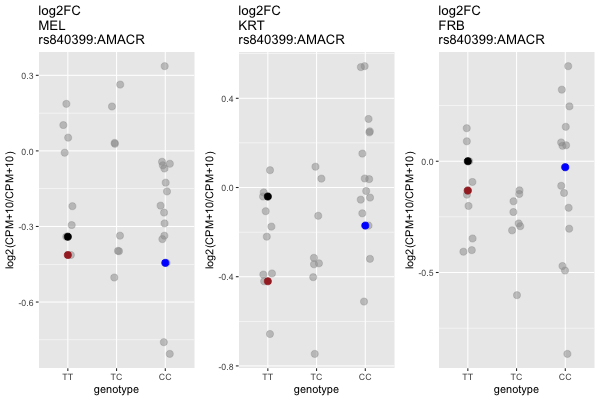 log2FC
MEL
rs840399:AMACR
log2(CPM+10/CPM+10)
0.3
0.0
-0.3
-0.6
TT
TC
CC
genotype
log2FC
KRT
rs840399:AMACR
log2(CPM+10/CPM+10)
0.4
0.0
-0.4
-0.8
TT
TC
CC
genotype
log2FC
FRB
rs840399:AMACR
log2(CPM+10/CPM+10)
0.0
-0.5
TT
TC
CC
genotype